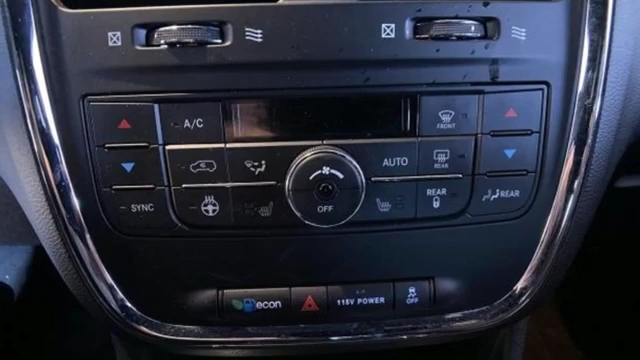 A/C
FRONT
AUTO
REAR
SYNC
OFF
REAR
REAR
econ
115V POWER
OFF